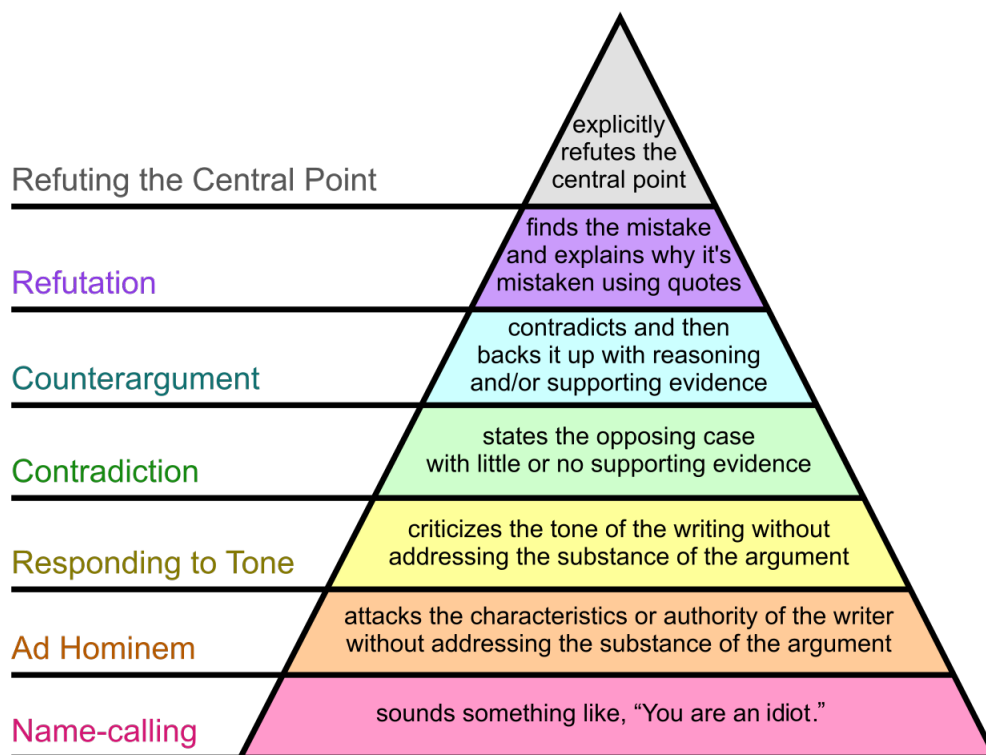 explicitly
refutes the
central point
Refuting the Central Point
finds the mistake
and explains why it's
mistaken using quotes
Refutation
contradicts and then
backs it up with reasoning
and/or supporting evidence
Counterargument
states the opposing case
with little or no supporting evidence
Contradiction
criticizes the tone of the writing without
addressing the substance of the argument
Responding to Tone
attacks the characteristics or authority of the writer
without addressing the substance of the argument
Ad Hominem
sounds something like, “You are an idiot.”
Name-calling